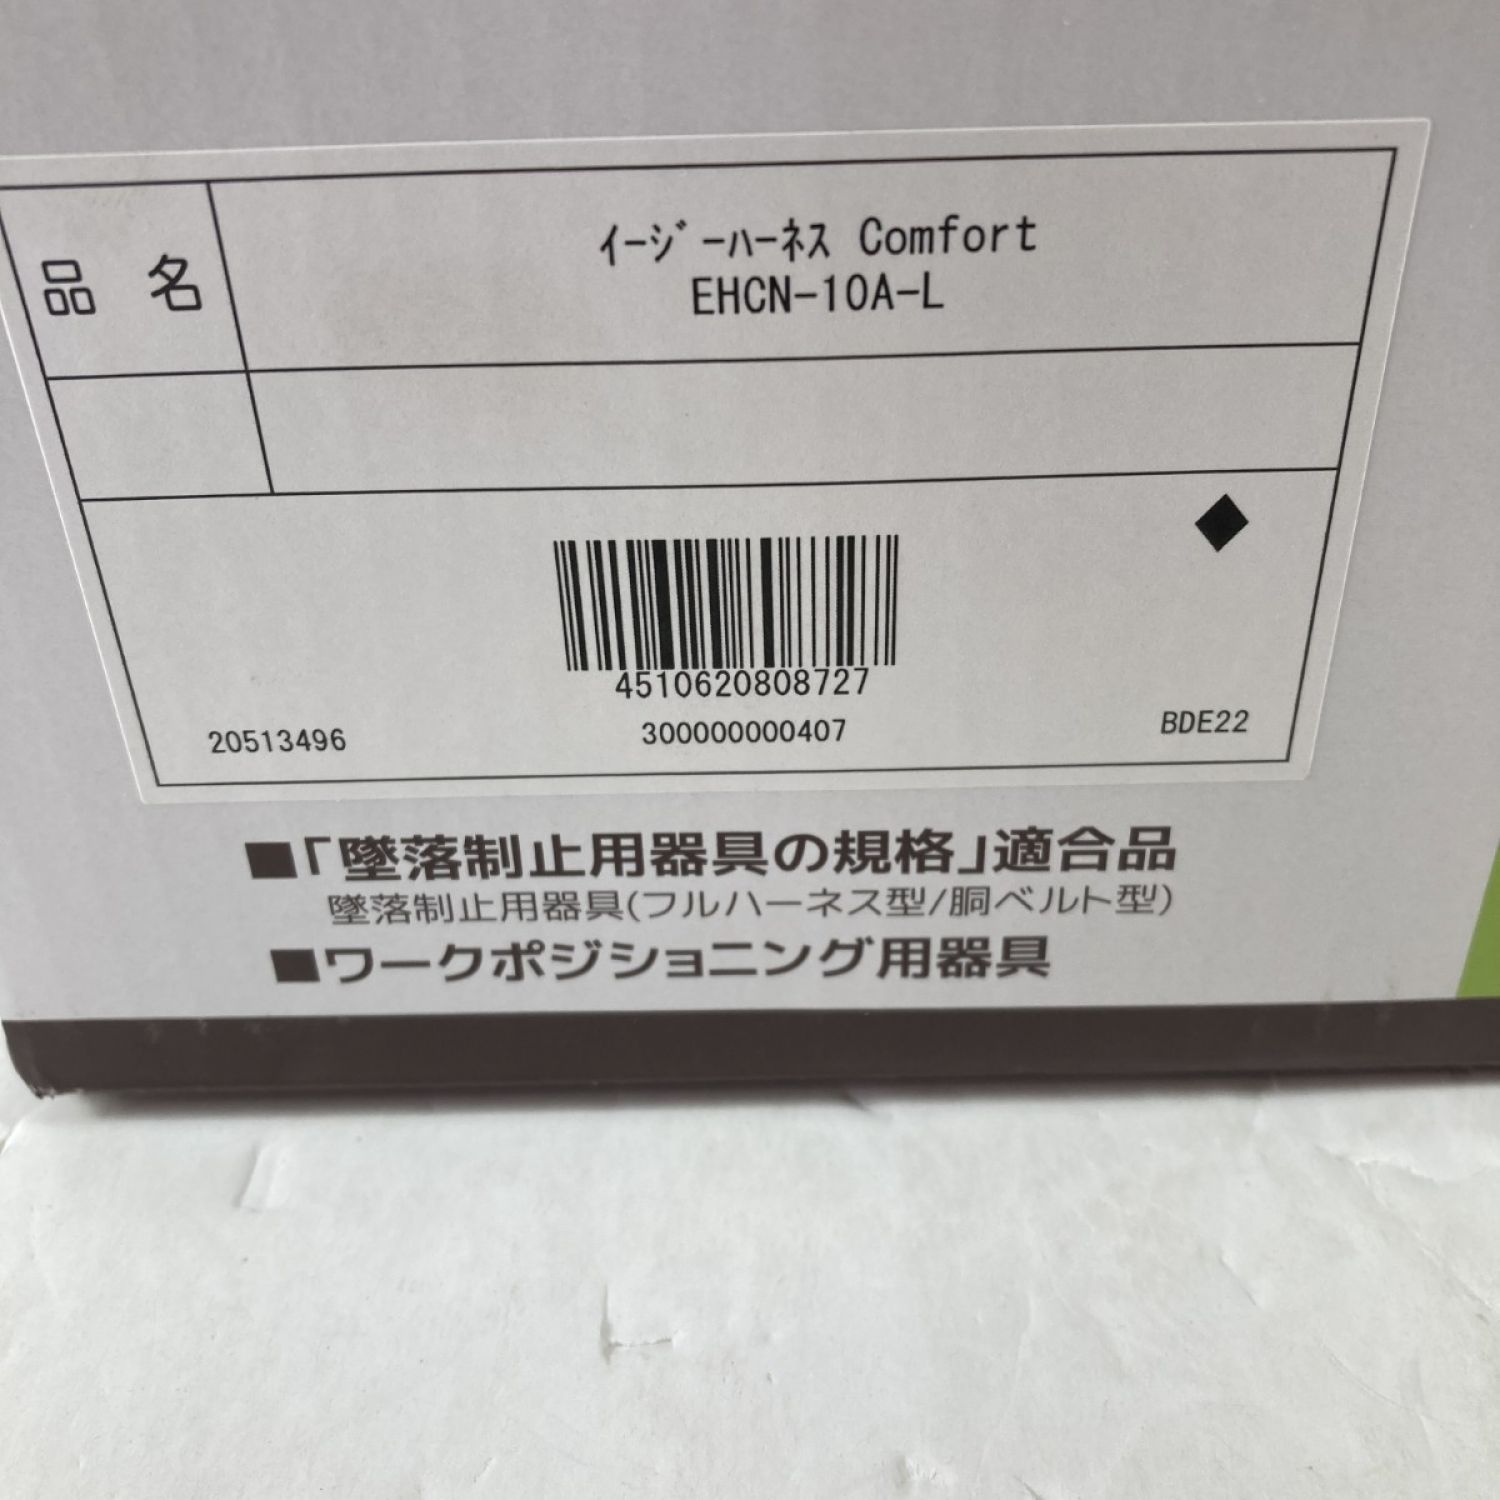 品 名
イージーハーネス Comfort
EHCN-10A-L
4510620808727
20513496
300000000407
BDE22
■「墜落制止用器具の規格」適合品
墜落制止用器具(フルハーネス型/胴ベルト型)
■ワークポジショニング用器具